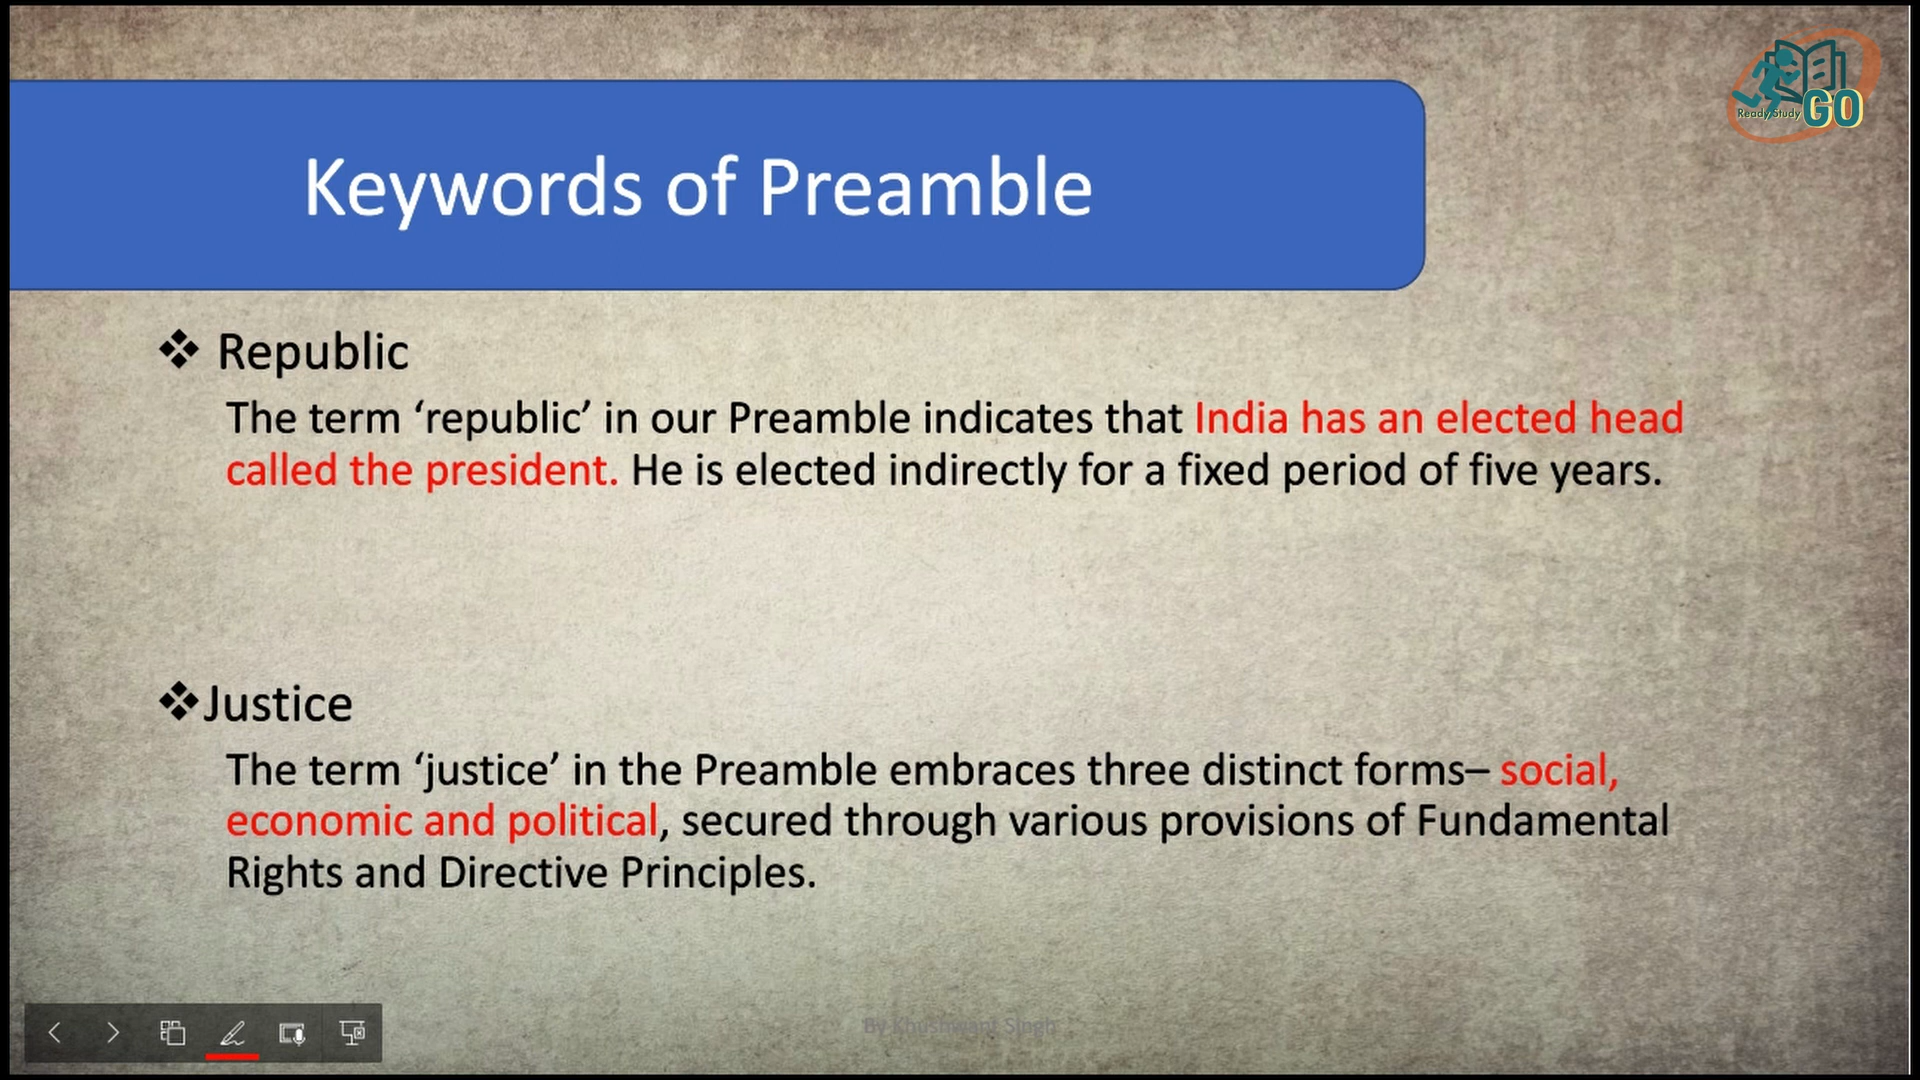 Ready Study GO
Keywords of Preamble
❖ Republic
The term ‘republic’ in our Preamble indicates that India has an elected head
called the president. He is elected indirectly for a fixed period of five years.
❖Justice
The term ‘justice’ in the Preamble embraces three distinct forms– social,
economic and political, secured through various provisions of Fundamental
Rights and Directive Principles.
By Khushwant Singh